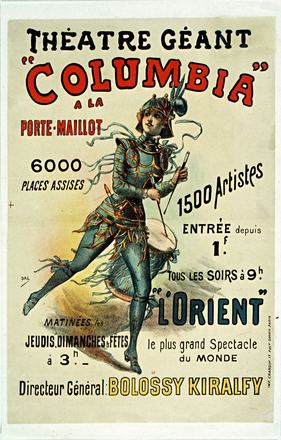 THÉATRE GÉANT
"COLUMBIA"
A LA
PORTE-MAILLOT
6000
PLACES ASSISES
1500 Artistes
ENTRÉE depuis
1f
TOUS LES SOIRS à 9h.
"L'ORIENT"
le plus grand Spectacle
du MONDE
PAL
MATINÉES les
JEUDIS, DIMANCHES & FÊTES
à 3h.
Directeur Général: BOLOSSY KIRALFY